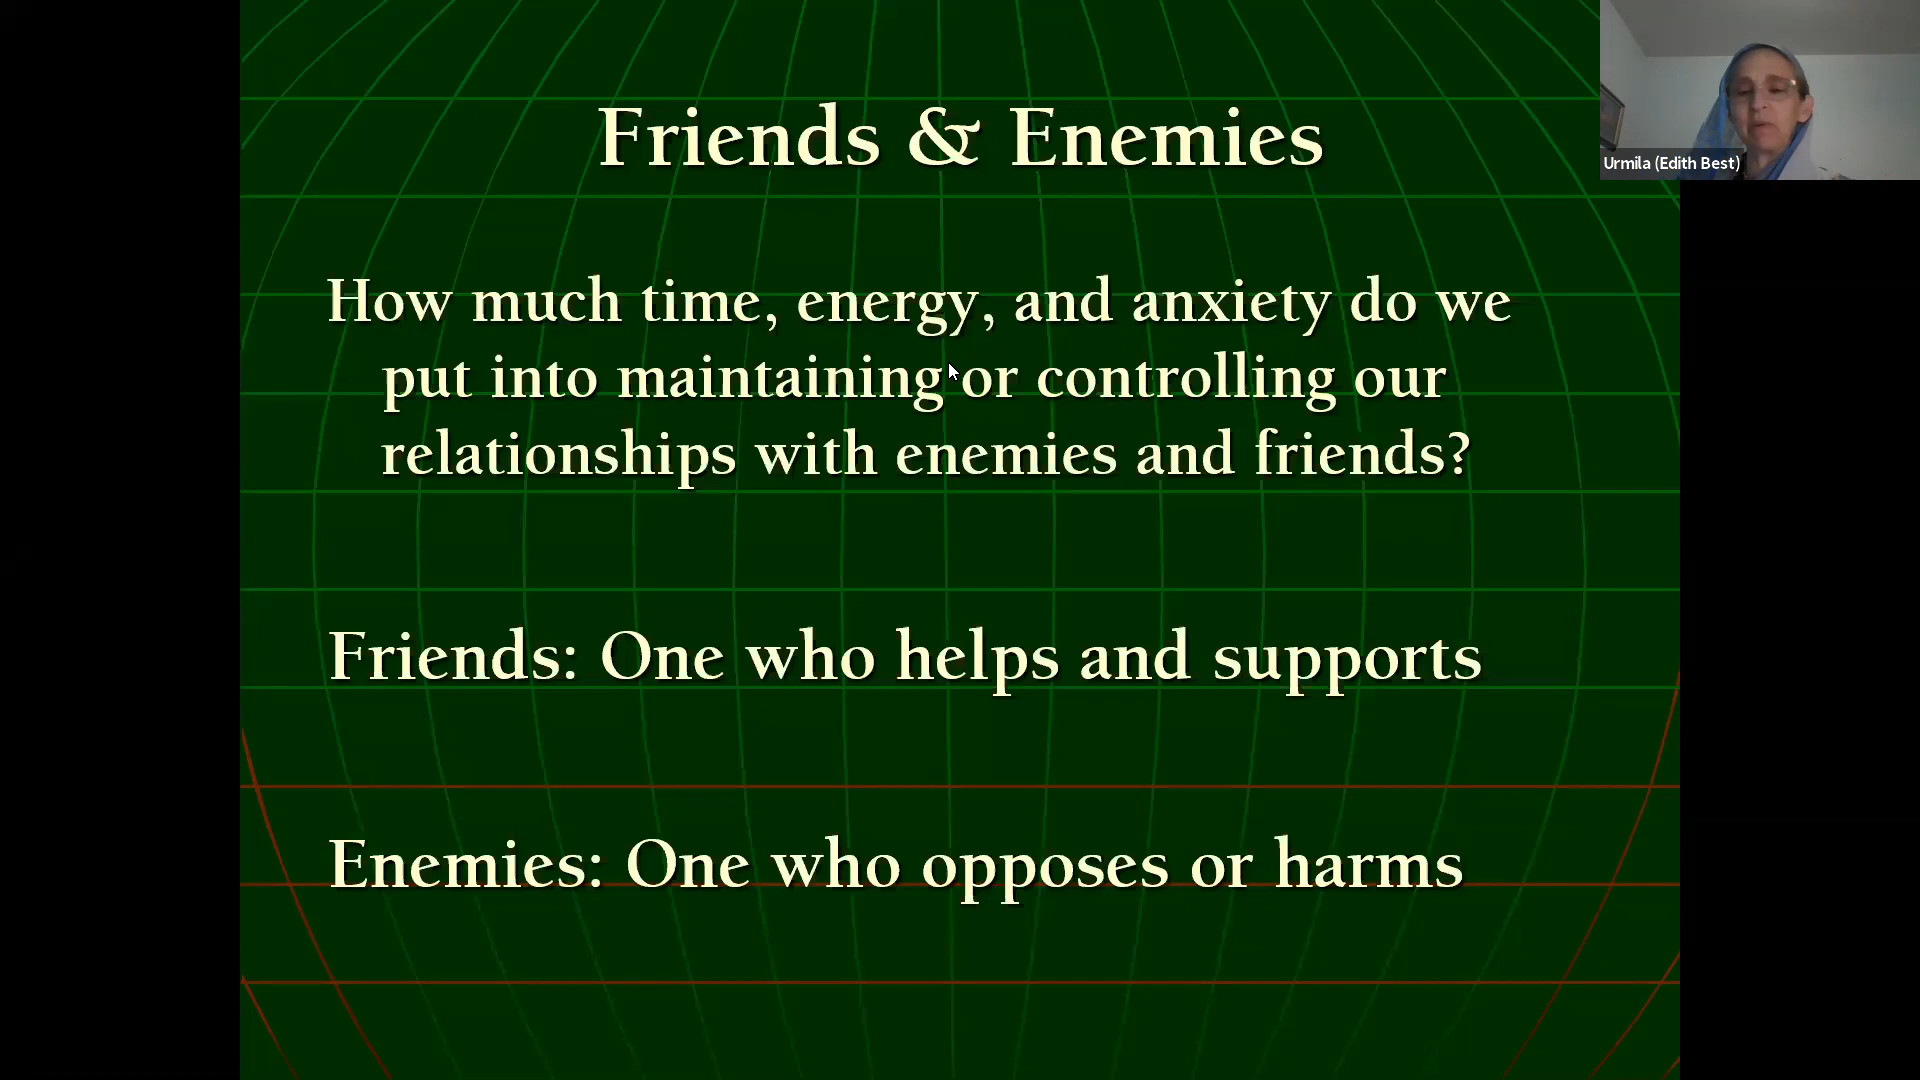 Friends & Enemies
Urmila (Edith Best)
How much time, energy, and anxiety do we
put into maintaining or controlling our
relationships with enemies and friends?
Friends: One who helps and supports
Enemies: One who opposes or harms